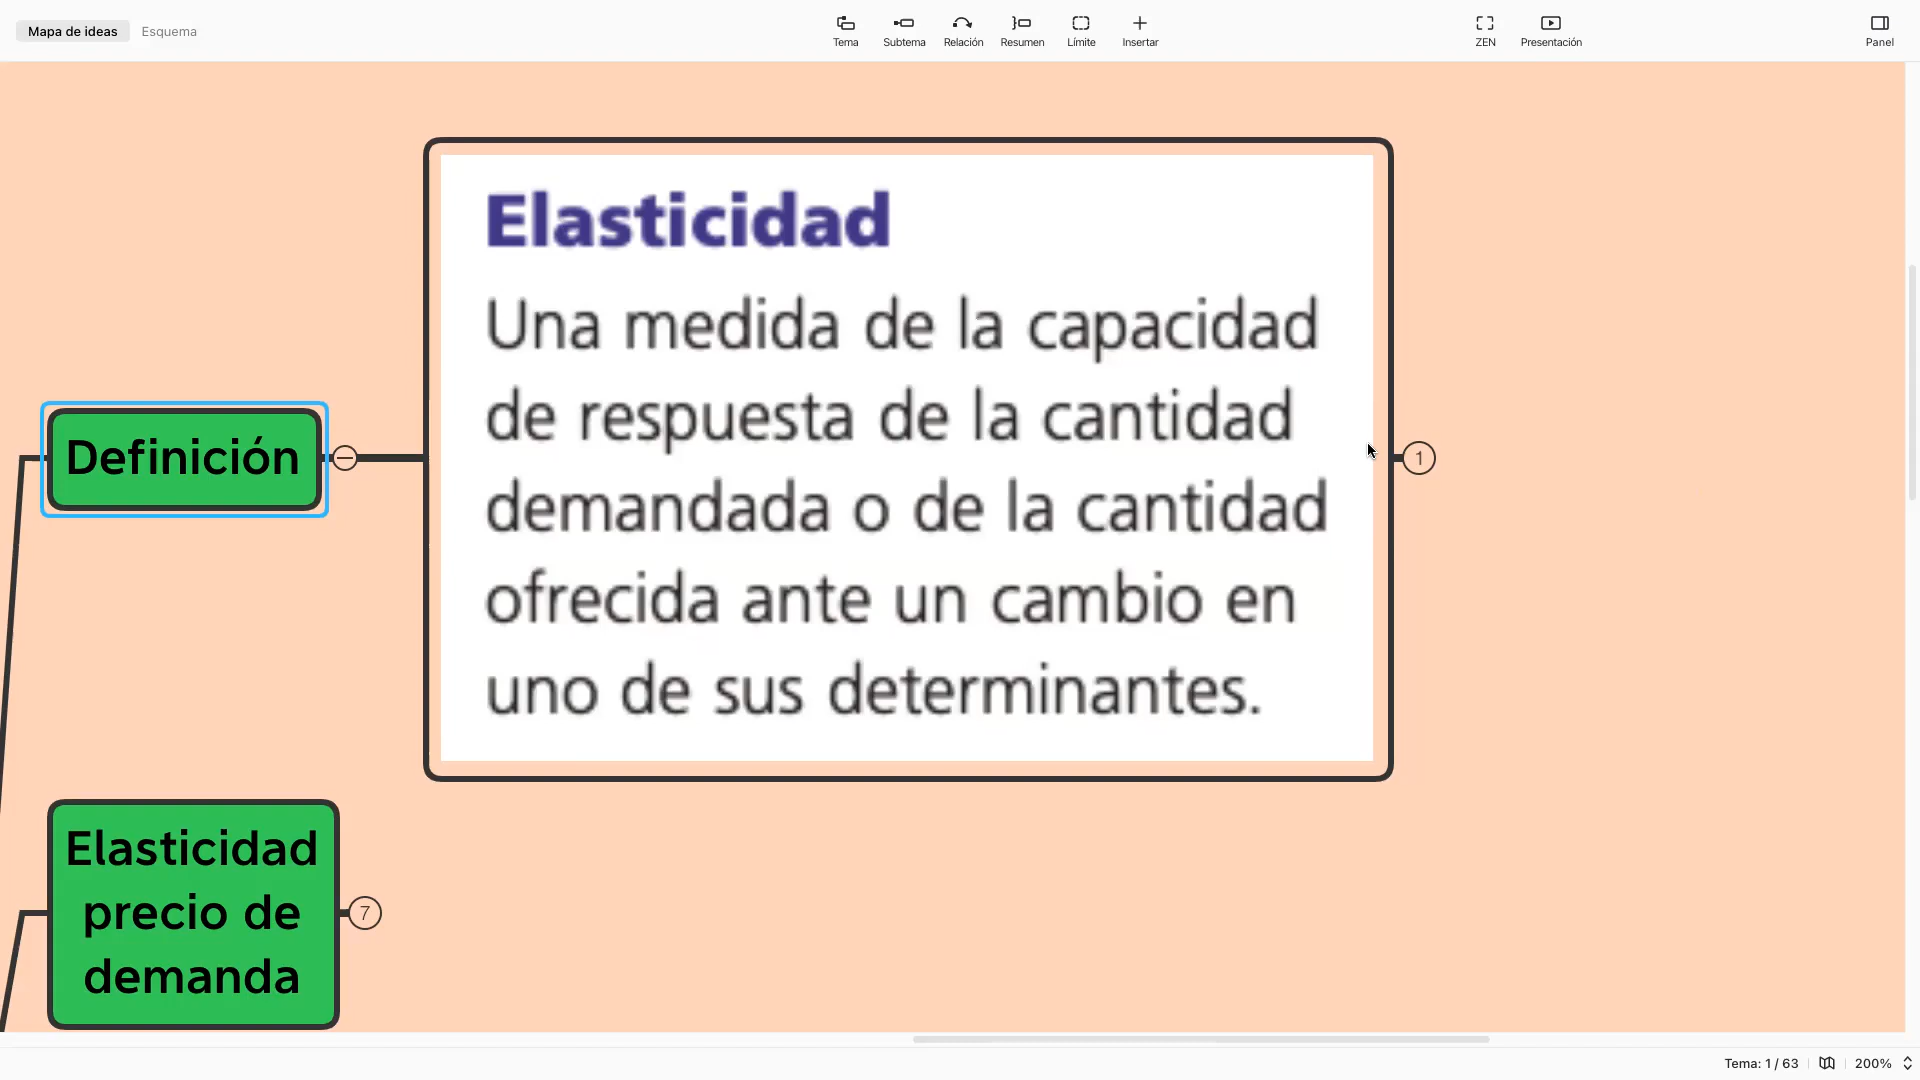 Mapa de ideas
Esquema
Tema
Subtema
Relación
Resumen
Límite
Insertar
ZEN
Presentación
Panel
Elasticidad
Una medida de la capacidad
de respuesta de la cantidad
demandada o de la cantidad
ofrecida ante un cambio en
uno de sus determinantes.
Definición
1
Elasticidad
precio de
demanda
7
Tema: 1 / 63
200%